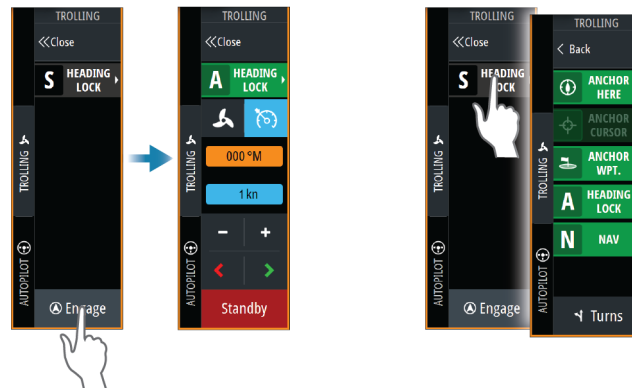 TROLLING
Close
S HEADING
LOCK
TROLLING
AUTOPILOT
Engage
TROLLING
Close
A HEADING
LOCK
000 °M
1 kn
- +
< >
Standby
TROLLING
AUTOPILOT
TROLLING
Close
S HEADING
LOCK
TROLLING
AUTOPILOT
Engage
TROLLING
< Back
ANCHOR
HERE
ANCHOR
CURSOR
ANCHOR
WPT.
A HEADING
LOCK
N NAV
Turns
TROLLING
AUTOPILOT